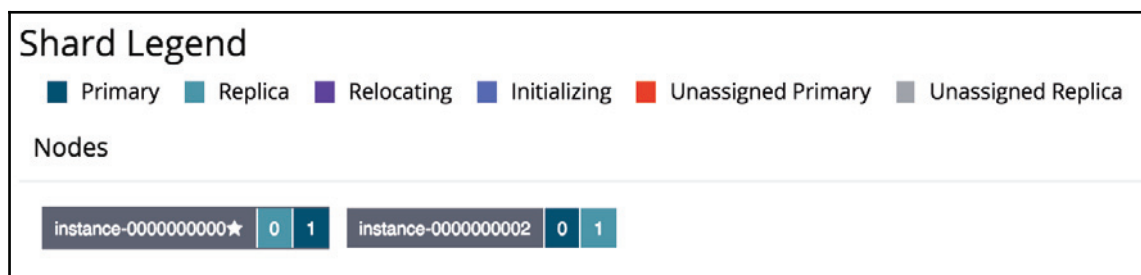 Shard Legend
Primary Replica Relocating Initializing Unassigned Primary Unassigned Replica
Nodes
instance-0000000000★ 0 1 instance-0000000002 0 1